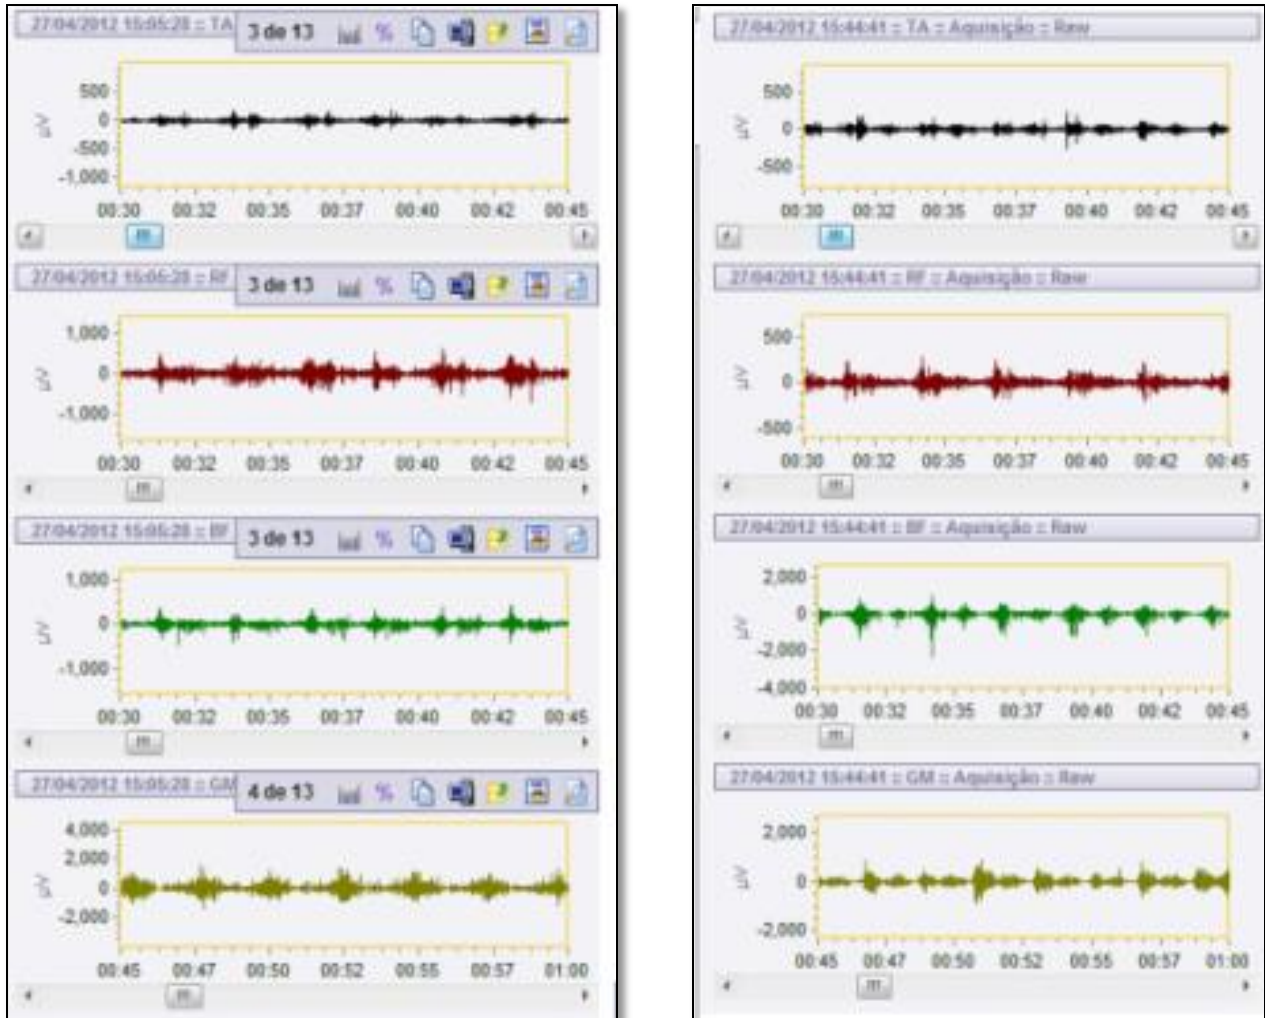 27/04/2012 15:05:28 :: TA
3 de 13 %
500
0
-500
-1,000
µV
00:30 00:32 00:35 00:37 00:40 00:42 00:45
27/04/2012 15:05:28 :: RF
3 de 13 %
1,000
0
-1,000
µV
00:30 00:32 00:35 00:37 00:40 00:42 00:45
27/04/2012 15:05:28 :: BF
3 de 13 %
1,000
0
-1,000
µV
00:30 00:32 00:35 00:37 00:40 00:42 00:45
27/04/2012 15:05:28 :: GM
4 de 13 %
4,000
2,000
0
-2,000
µV
00:45 00:47 00:50 00:52 00:55 00:57 01:00
27/04/2012 15:44:41 :: TA :: Aquisição :: Raw
500
0
-500
µV
00:30 00:32 00:35 00:37 00:40 00:42 00:45
27/04/2012 15:44:41 :: RF :: Aquisição :: Raw
500
0
-500
µV
00:30 00:32 00:35 00:37 00:40 00:42 00:45
27/04/2012 15:44:41 :: BF :: Aquisição :: Raw
2,000
0
-2,000
-4,000
µV
00:30 00:32 00:35 00:37 00:40 00:42 00:45
27/04/2012 15:44:41 :: GM :: Aquisição :: Raw
2,000
0
-2,000
µV
00:45 00:47 00:50 00:52 00:55 00:57 01:00